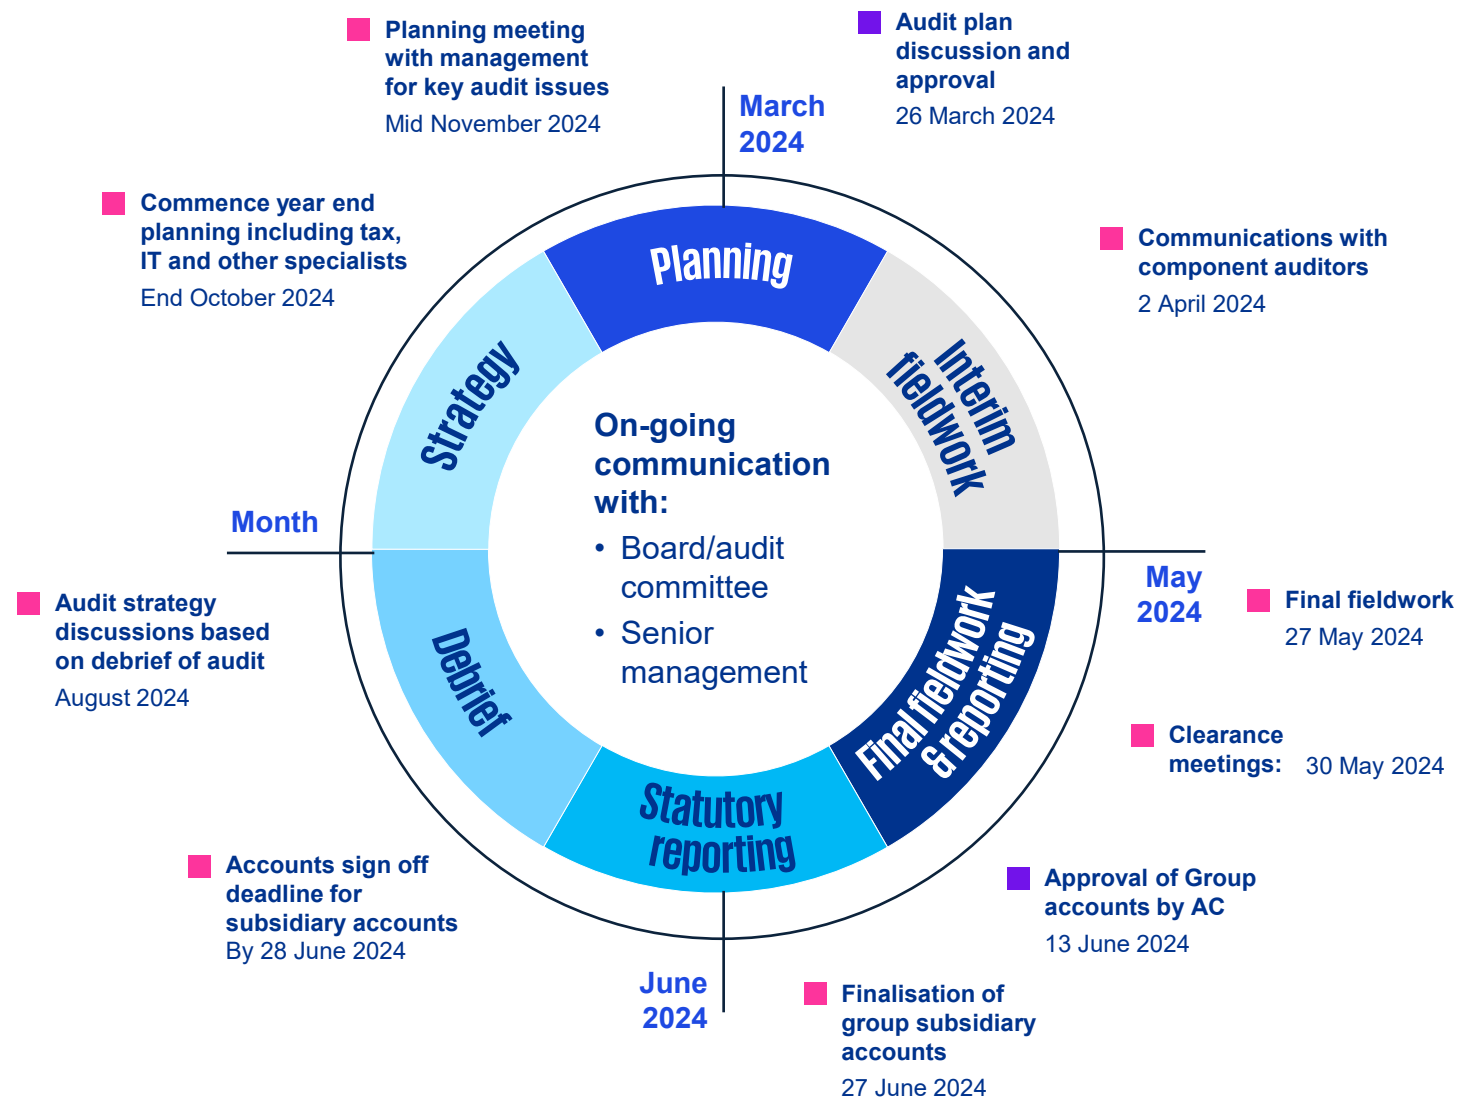 Planning meeting
with management
for key audit issues
Mid November 2024
Audit plan
discussion and
approval
26 March 2024
March
2024
Commence year end
planning including tax,
IT and other specialists
End October 2024
Communications with
component auditors
2 April 2024
Planning
Interim
fieldwork
Strategy
On-going
communication
with:
• Board/audit
committee
• Senior
management
Month
May
2024
Final fieldwork
27 May 2024
Audit strategy
discussions based
on debrief of audit
August 2024
Debrief
Final fieldwork
& reporting
Clearance
meetings: 30 May 2024
Statutory
reporting
Accounts sign off
deadline for
subsidiary accounts
By 28 June 2024
Approval of Group
accounts by AC
13 June 2024
June
2024
Finalisation of
group subsidiary
accounts
27 June 2024